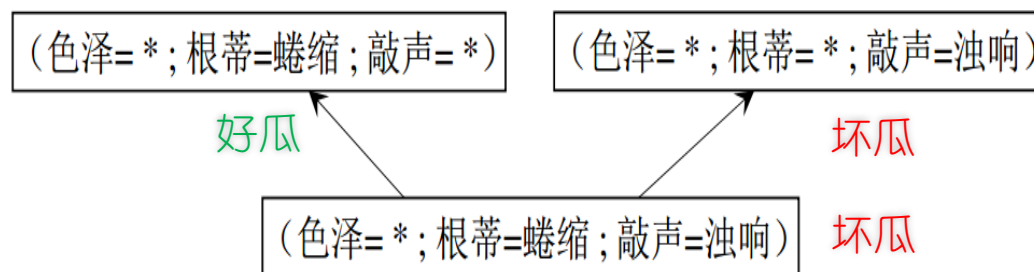 (色泽=*;根蒂=蜷缩;敲声=*)
(色泽=*;根蒂=*;敲声=浊响)
好瓜
坏瓜
(色泽=*;根蒂=蜷缩;敲声=浊响)
坏瓜